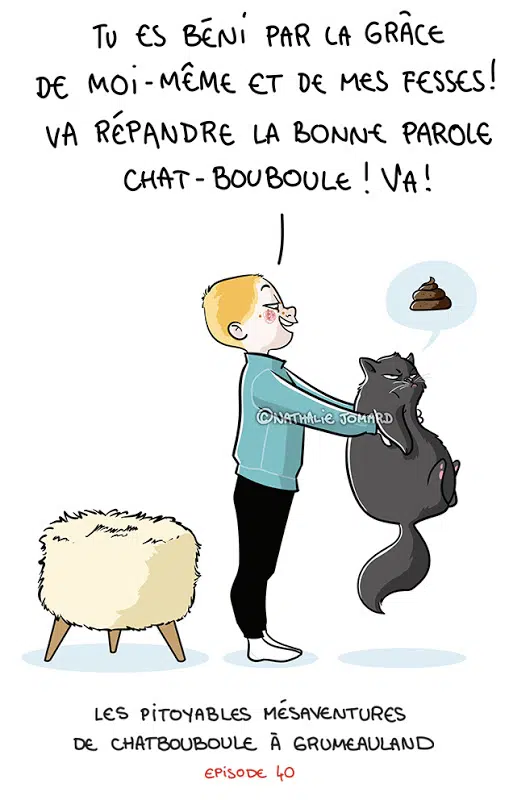 TU ES BÉNI PAR LA GRÂCE
DE MOI-MÊME ET DE MES FESSES!
VA RÉPANDRE LA BONNE PAROLE
CHAT-BOUBOULE! VA!
©NATHALIE JOMARD
LES PITOYABLES MÉSAVENTURES
DE CHATBOUBOULE À GRUMEAULAND
EPISODE 40